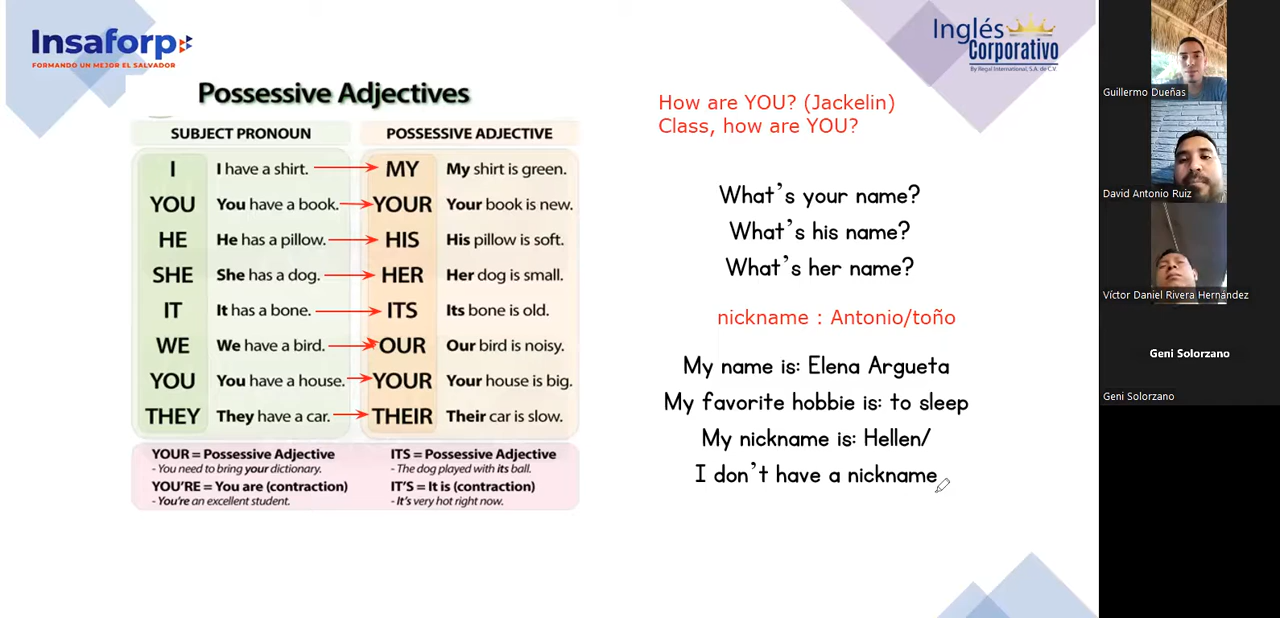 Insaforp
FORMANDO UN MEJOR EL SALVADOR
Inglés
Corporativo
By Regal International, S.A. de C.V.
Possessive Adjectives
SUBJECT PRONOUN POSSESSIVE ADJECTIVE
I I have a shirt. MY My shirt is green.
YOU You have a book. YOUR Your book is new.
HE He has a pillow. HIS His pillow is soft.
SHE She has a dog. HER Her dog is small.
IT It has a bone. ITS Its bone is old.
WE We have a bird. OUR Our bird is noisy.
YOU You have a house. YOUR Your house is big.
THEY They have a car. THEIR Their car is slow.
YOUR = Possessive Adjective
- You need to bring your dictionary.
YOU'RE = You are (contraction)
- You're an excellent student.
ITS = Possessive Adjective
- The dog played with its ball.
IT'S = It is (contraction)
- It's very hot right now.
How are YOU? (Jackelin)
Class, how are YOU?
What's your name?
What's his name?
What's her name?
nickname : Antonio/toño
My name is: Elena Argueta
My favorite hobbie is: to sleep
My nickname is: Hellen/
I don't have a nickname
Guillermo Dueñas
David Antonio Ruiz
Víctor Daniel Rivera Hernández
Geni Solorzano
Geni Solorzano